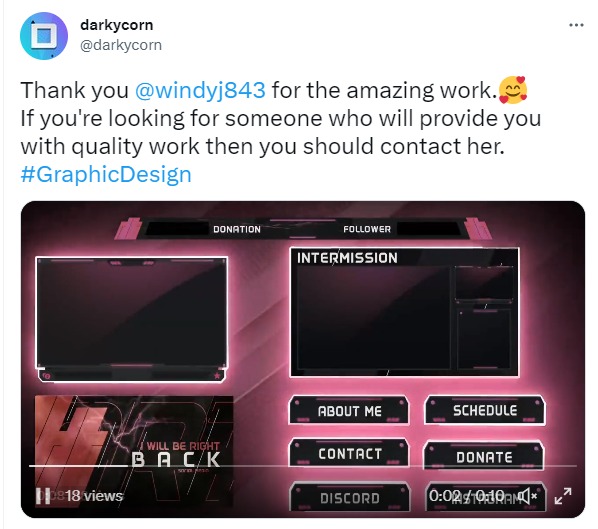 darkycorn
@darkycorn
Thank you @windyj843 for the amazing work.🥰
If you're looking for someone who will provide you
with quality work then you should contact her.
#GraphicDesign
DONATION FOLLOWER
INTERMISSION
I WILL BE RIGHT
BACK
ABOUT ME SCHEDULE
CONTACT DONATE
DISCORD INSTAGRAM
18 views 0:02 / 0:10